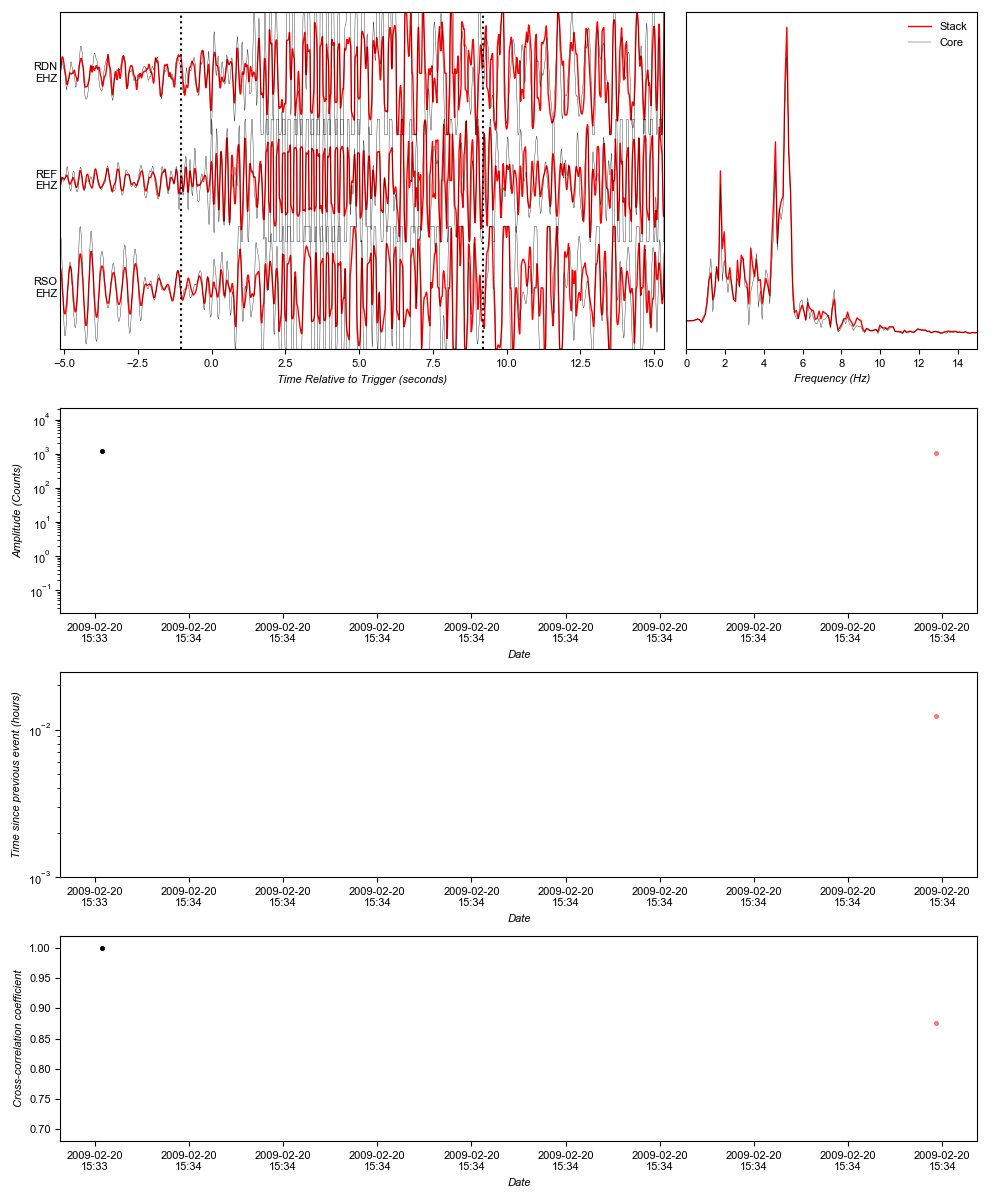 RDN
EHZ
REF
EHZ
RSO
EHZ
−5.0 −2.5 0.0 2.5 5.0 7.5 10.0 12.5 15.0
Time Relative to Trigger (seconds)
Stack
Core
0 2 4 6 8 10 12 14
Frequency (Hz)
10⁴
10³
10²
10¹
10⁰
10⁻¹
Amplitude (Counts)
2009-02-20 2009-02-20 2009-02-20 2009-02-20 2009-02-20 2009-02-20 2009-02-20 2009-02-20 2009-02-20 2009-02-20
15:33 15:34 15:34 15:34 15:34 15:34 15:34 15:34 15:34 15:34
Date
10⁻²
10⁻³
Time since previous event (hours)
2009-02-20 2009-02-20 2009-02-20 2009-02-20 2009-02-20 2009-02-20 2009-02-20 2009-02-20 2009-02-20 2009-02-20
15:33 15:34 15:34 15:34 15:34 15:34 15:34 15:34 15:34 15:34
Date
1.00
0.95
0.90
0.85
0.80
0.75
0.70
Cross-correlation coefficient
2009-02-20 2009-02-20 2009-02-20 2009-02-20 2009-02-20 2009-02-20 2009-02-20 2009-02-20 2009-02-20 2009-02-20
15:33 15:34 15:34 15:34 15:34 15:34 15:34 15:34 15:34 15:34
Date